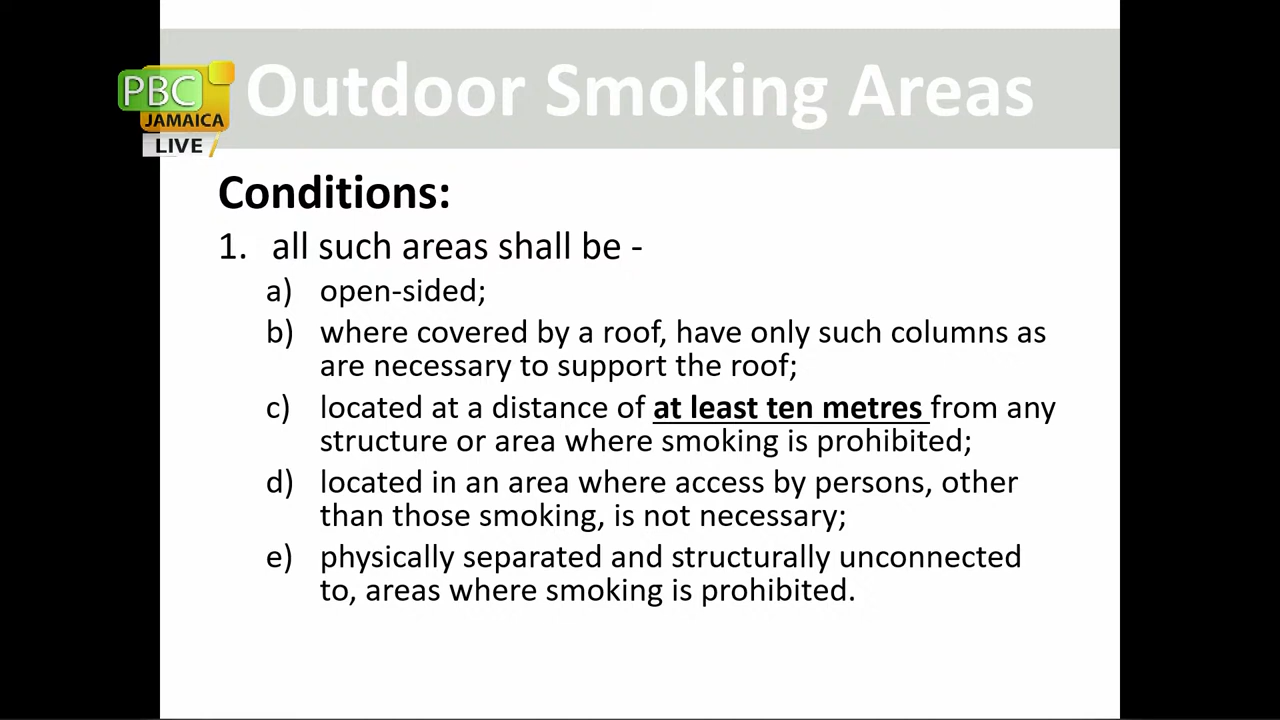 Outdoor Smoking Areas
PBC
JAMAICA
LIVE
Conditions:
1. all such areas shall be -
a) open-sided;
b) where covered by a roof, have only such columns as
are necessary to support the roof;
c) located at a distance of at least ten metres from any
structure or area where smoking is prohibited;
d) located in an area where access by persons, other
than those smoking, is not necessary;
e) physically separated and structurally unconnected
to, areas where smoking is prohibited.